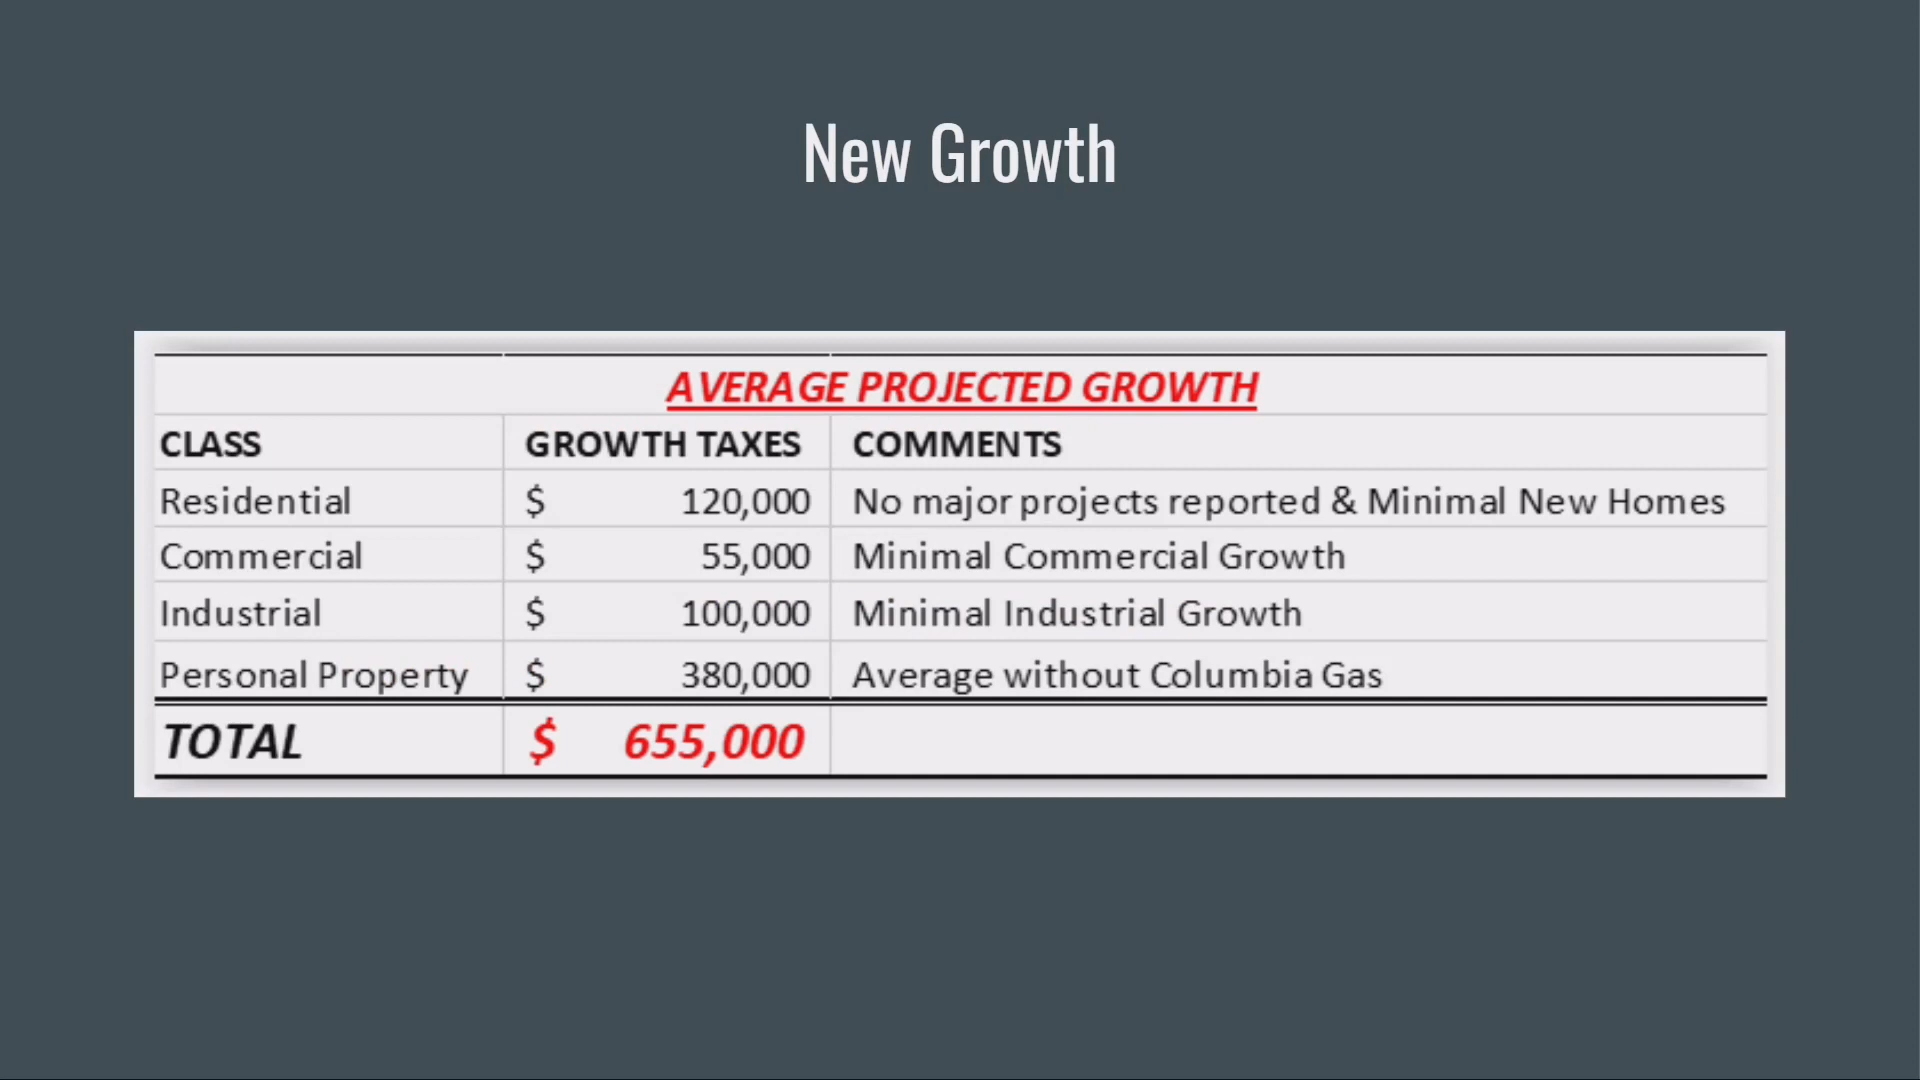 New Growth
AVERAGE PROJECTED GROWTH
CLASS GROWTH TAXES COMMENTS
Residential $ 120,000 No major projects reported & Minimal New Homes
Commercial $ 55,000 Minimal Commercial Growth
Industrial $ 100,000 Minimal Industrial Growth
Personal Property $ 380,000 Average without Columbia Gas
TOTAL $ 655,000